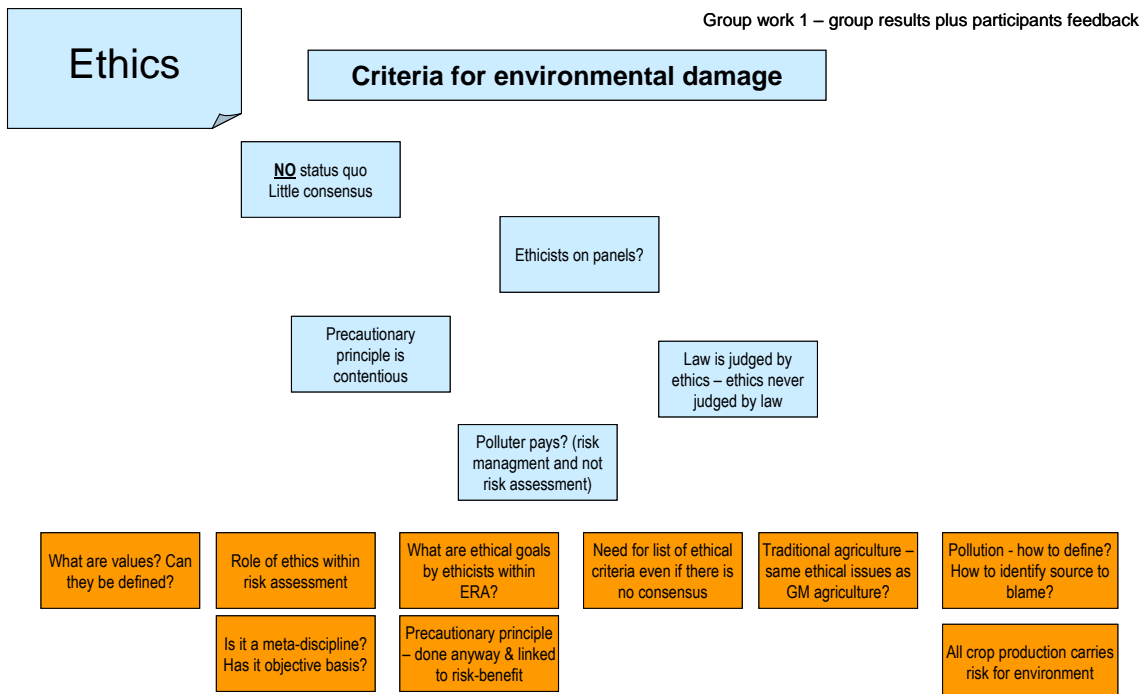 Group work 1 – group results plus participants feedback
Ethics
Criteria for environmental damage
NO status quo
Little consensus
Ethicists on panels?
Precautionary
principle is
contentious
Law is judged by
ethics – ethics never
judged by law
Polluter pays? (risk
managment and not
risk assessment)
What are values? Can
they be defined?
Role of ethics within
risk assessment
What are ethical goals
by ethicists within
ERA?
Need for list of ethical
criteria even if there is
no consensus
Traditional agriculture –
same ethical issues as
GM agriculture?
Pollution - how to define?
How to identify source to
blame?
Is it a meta-discipline?
Has it objective basis?
Precautionary principle
– done anyway & linked
to risk-benefit
All crop production carries
risk for environment